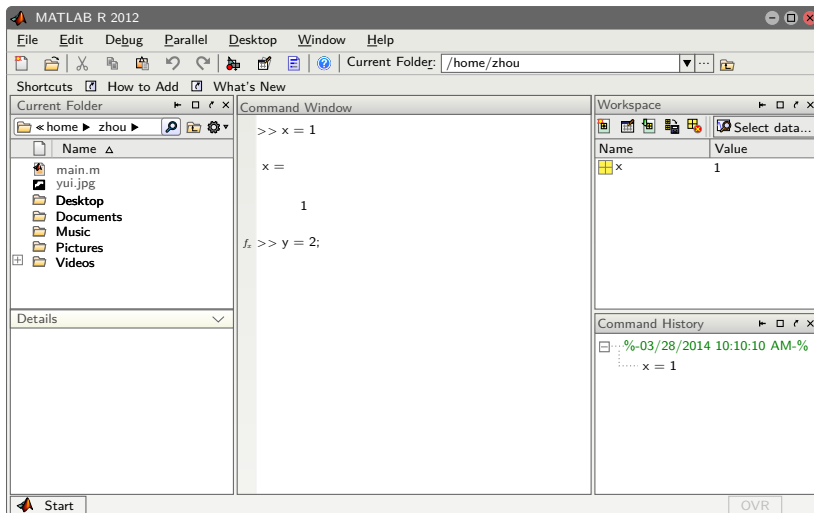 MATLAB R 2012
File Edit Debug Parallel Desktop Window Help
Current Folder: /home/zhou
Shortcuts How to Add What's New
Current Folder
« home ▶ zhou ▶
Name
main.m
yui.jpg
Desktop
Documents
Music
Pictures
Videos
Details
Command Window
>> x = 1
x =
1
fx >> y = 2;
Workspace
Select data...
Name Value
x 1
Command History
%-03/28/2014 10:10:10 AM-%
x = 1
Start
OVR